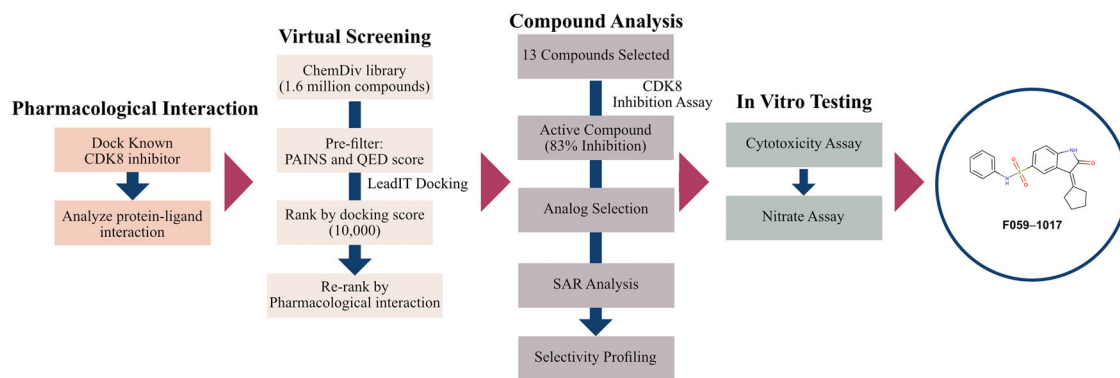 Pharmacological Interaction
Dock Known
CDK8 inhibitor
Analyze protein-ligand
interaction
Virtual Screening
ChemDiv library
(1.6 million compounds)
Pre-filter:
PAINS and QED score
LeadIT Docking
Rank by docking score
(10,000)
Re-rank by
Pharmacological interaction
Compound Analysis
13 Compounds Selected
CDK8
Inhibition Assay
Active Compound
(83% Inhibition)
Analog Selection
SAR Analysis
Selectivity Profiling
In Vitro Testing
Cytotoxicity Assay
Nitrate Assay
NH
O
O
S
O
NH
F059–1017